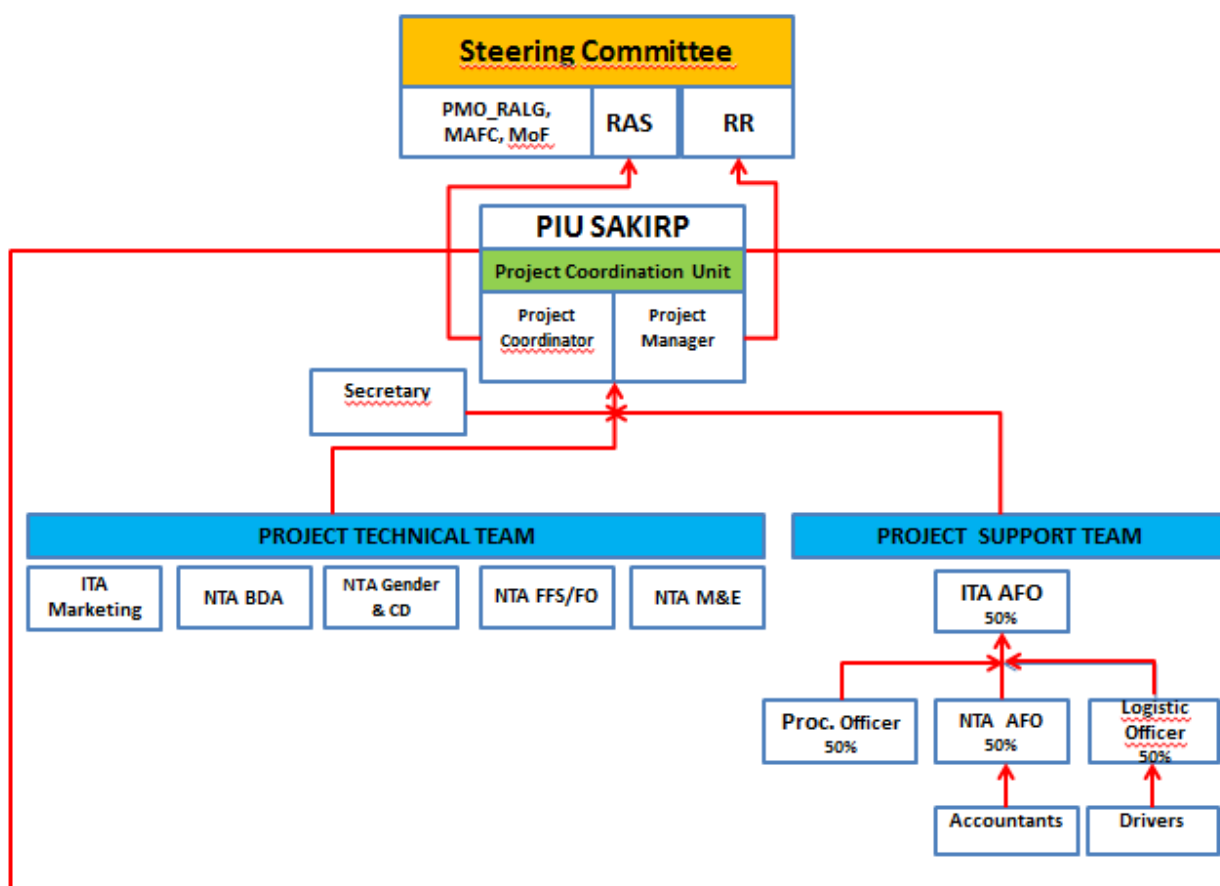 Steering Committee
PMO_RALG,
MAFC, MoF
RAS
RR
PIU SAKIRP
Project Coordination Unit
Project
Coordinator
Project
Manager
Secretary
PROJECT TECHNICAL TEAM
PROJECT SUPPORT TEAM
ITA
Marketing
NTA BDA
NTA Gender
& CD
NTA FFS/FO
NTA M&E
ITA AFO
50%
Proc. Officer
50%
NTA AFO
50%
Logistic
Officer
50%
Accountants
Drivers